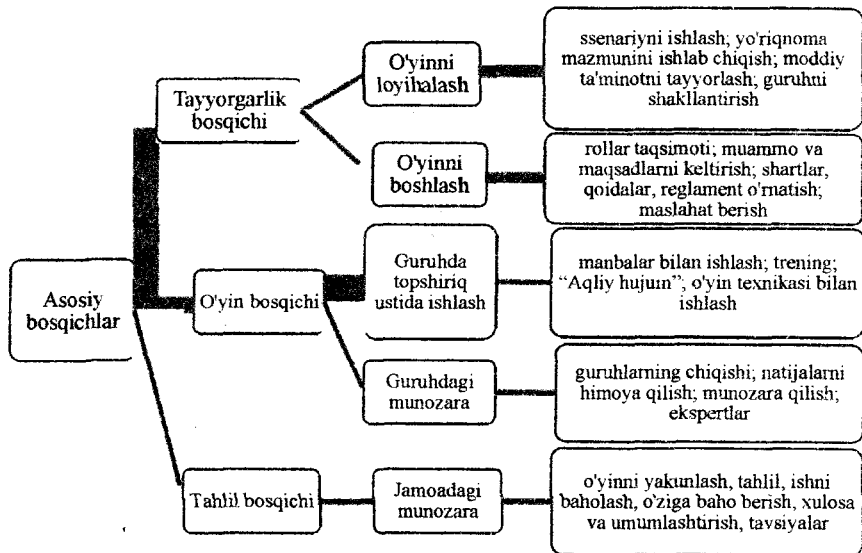 Asosiy
bosqichlar
Tayyorgarlik
bosqichi
O'yinni
loyihalash
ssenariyni ishlash; yo'riqnoma
mazmunini ishlab chiqish; moddiy
ta'minotni tayyorlash; guruhni
shakllantirish
O'yinni
boshlash
rollar taqsimoti; muammo va
maqsadlarni keltirish; shartlar,
qoidalar, reglament o'rnatish;
maslahat berish
O'yin bosqichi
Guruhda
topshiriq
ustida ishlash
manbalar bilan ishlash; trening;
“Aqliy hujum”; o'yin texnikasi bilan
ishlash
Guruhdagi
munozara
guruhlarning chiqishi; natijalarni
himoya qilish; munozara qilish;
ekspertlar
Tahlil bosqichi
Jamoadagi
munozara
o'yinni yakunlash, tahlil, ishni
baholash, o'ziga baho berish, xulosa
va umumlashtirish, tavsiyalar